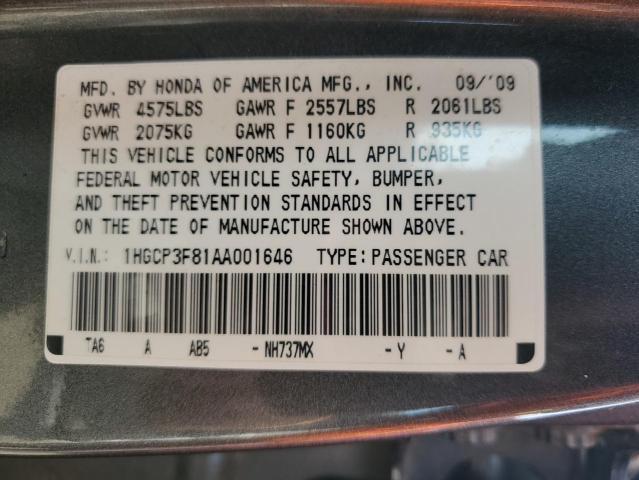 MFD. BY HONDA OF AMERICA MFG., INC. 09/'09
GVWR 4575LBS GAWR F 2557LBS R 2061LBS
GVWR 2075KG GAWR F 1160KG R 935KG
THIS VEHICLE CONFORMS TO ALL APPLICABLE
FEDERAL MOTOR VEHICLE SAFETY, BUMPER,
AND THEFT PREVENTION STANDARDS IN EFFECT
ON THE DATE OF MANUFACTURE SHOWN ABOVE.
V.I.N.: 1HGCP3F81AA001646 TYPE: PASSENGER CAR
TA6 A AB5 - NH737MX - Y - A